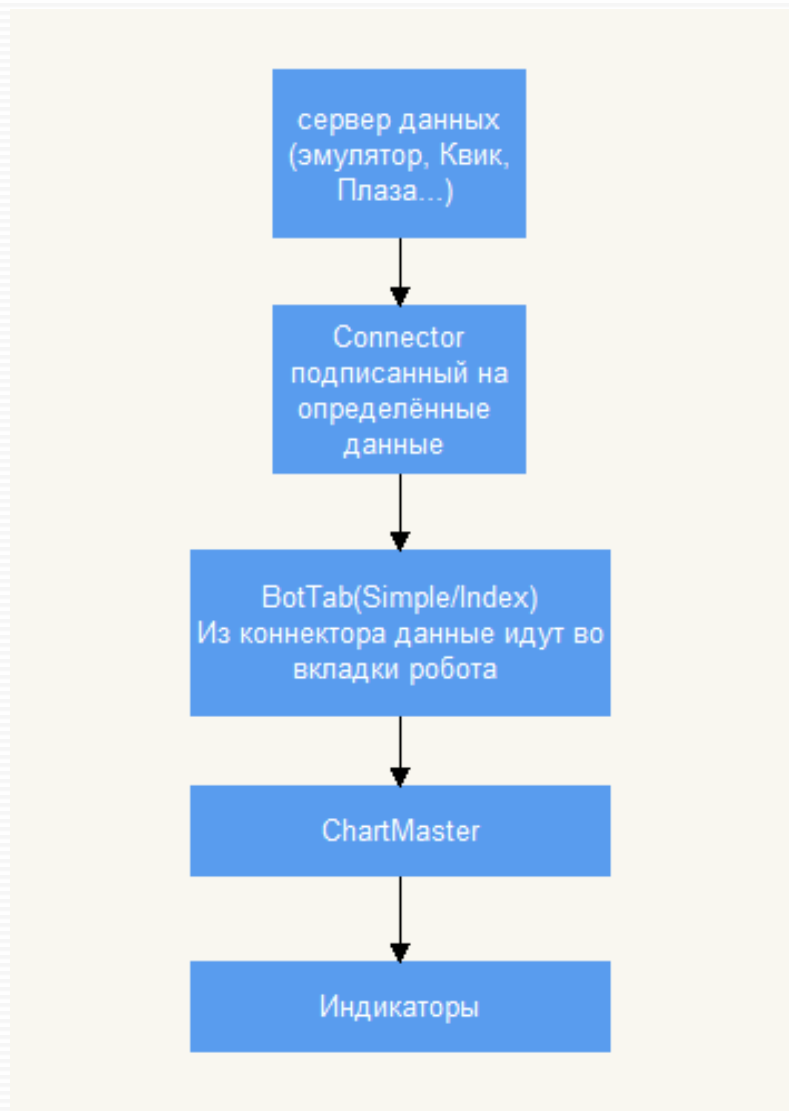 сервер данных
(эмулятор, Квик,
Плаза...)
Connector
подписанный на
определённые
данные
BotTab(Simple/Index)
Из коннектора данные идут во
вкладки робота
ChartMaster
Индикаторы